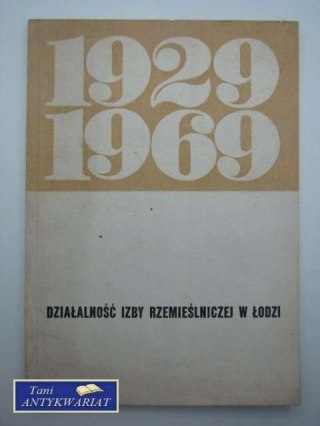 1929
1969
DZIAŁALNOŚĆ IZBY RZEMIEŚLNICZEJ W ŁODZI
Tani
ANTYKWARIAT